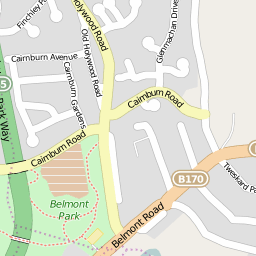 Finchley
Holywood Road
Old Holywood Road
Glenmachan Drive
Cairnburn Avenue
Cairnburn Gardens
Cairnburn Road
Park Way
5
Cairnburn Road
B170
Tweskard
Belmont
Park
Belmont Road